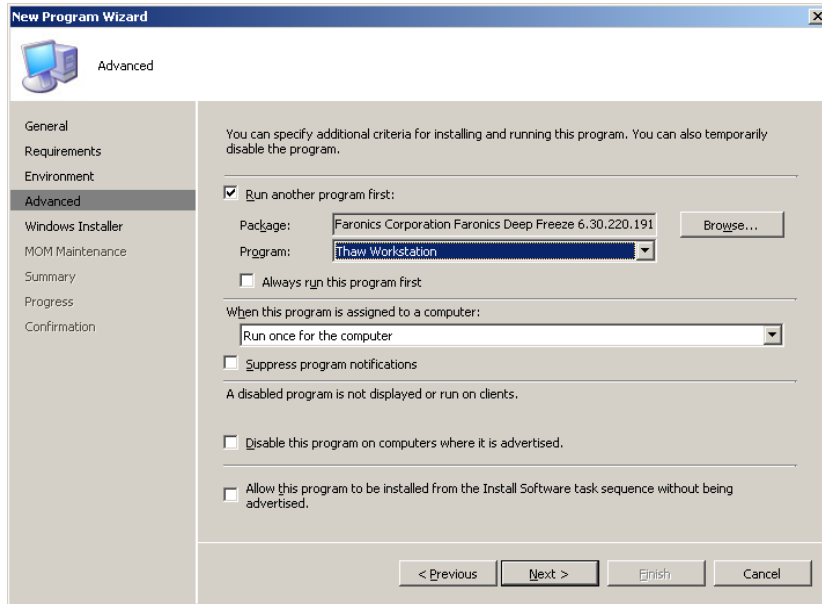 New Program Wizard
Advanced
General
Requirements
Environment
Advanced
Windows Installer
MOM Maintenance
Summary
Progress
Confirmation
You can specify additional criteria for installing and running this program. You can also temporarily
disable the program.
Run another program first:
Package: Faronics Corporation Faronics Deep Freeze 6.30.220.191 Browse...
Program: Thaw Workstation
Always run this program first
When this program is assigned to a computer:
Run once for the computer
Suppress program notifications
A disabled program is not displayed or run on clients.
Disable this program on computers where it is advertised.
Allow this program to be installed from the Install Software task sequence without being
advertised.
< Previous Next > Finish Cancel